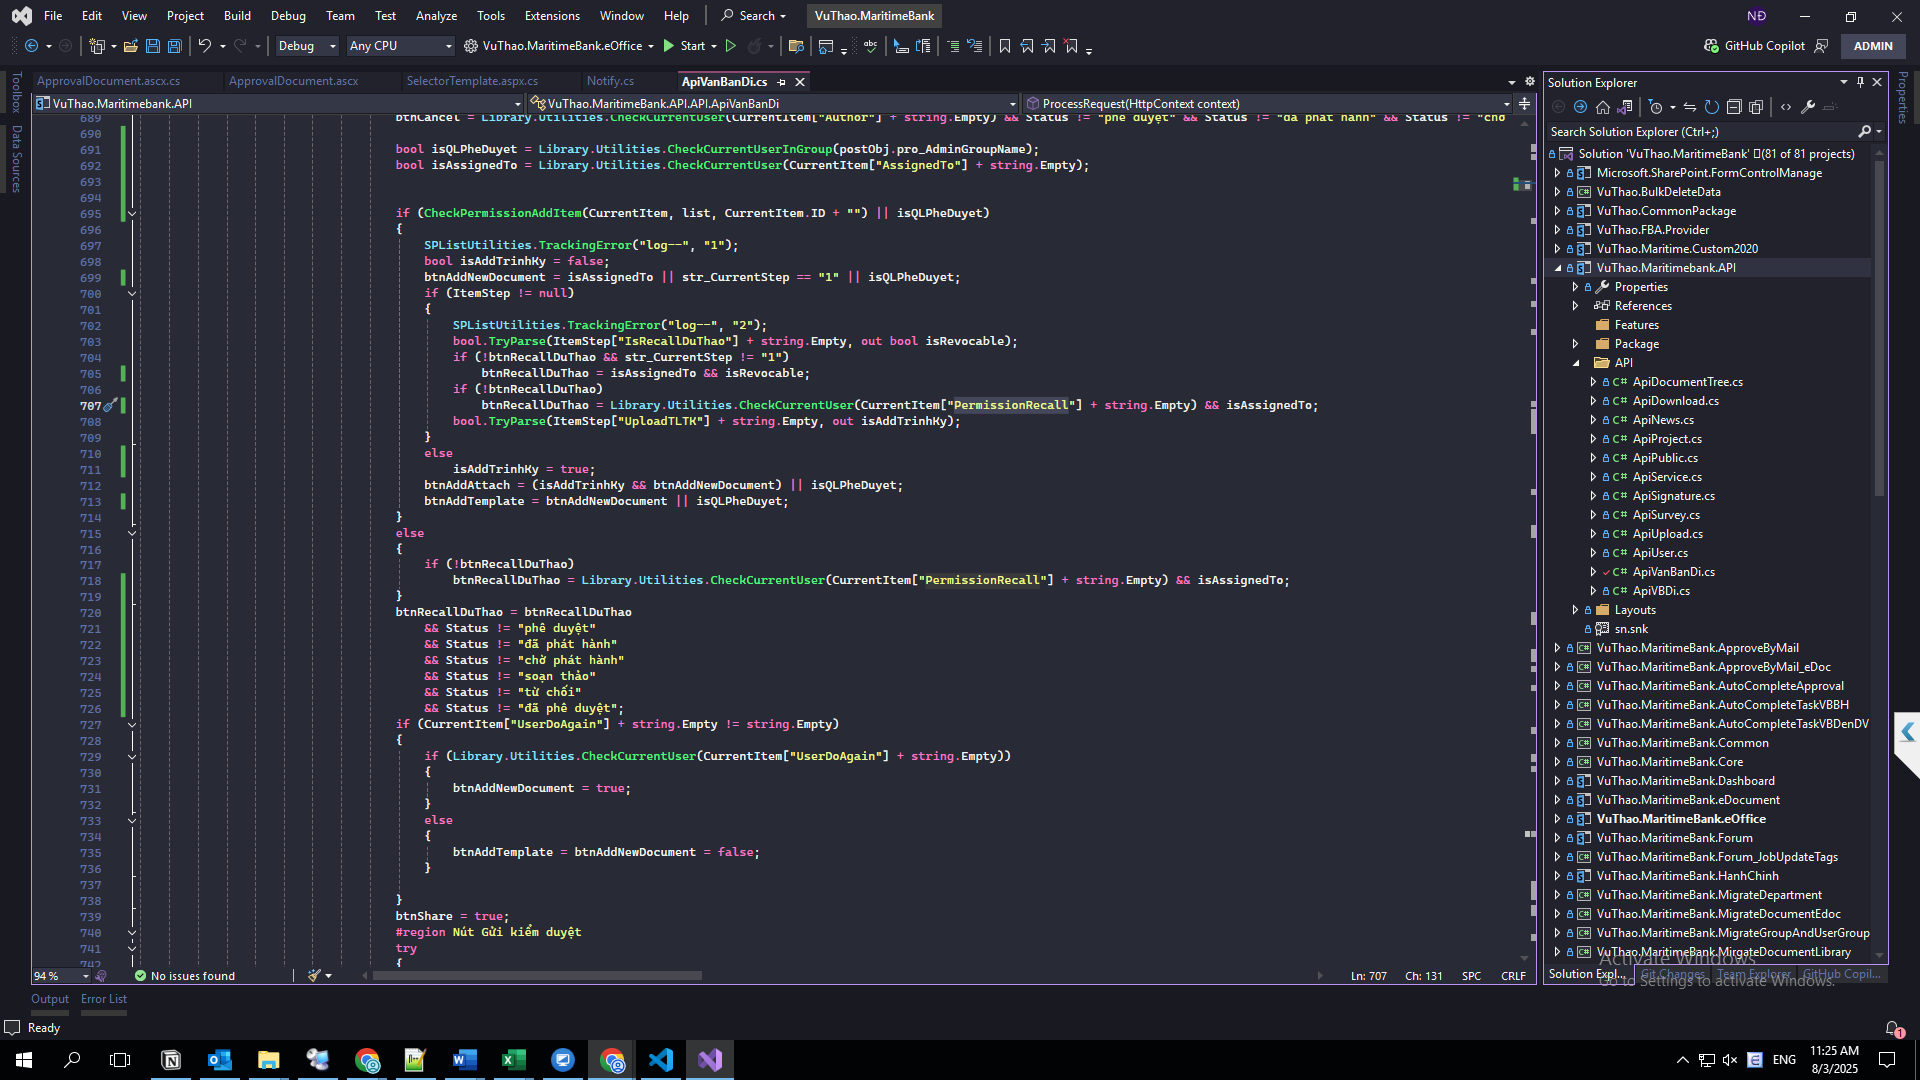 File Edit View Project Build Debug Team Test Analyze Tools Extensions Window Help Search VuThao.MaritimeBank NĐ
Debug Any CPU VuThao.MaritimeBank.eOffice Start GitHub Copilot ADMIN
Toolbox
Data Sources
ApprovalDocument.ascx.cs ApprovalDocument.ascx SelectorTemplate.aspx.cs Notify.cs ApiVanBanDi.cs
VuThao.Maritimebank.API VuThao.MaritimeBank.API.API.ApiVanBanDi ProcessRequest(HttpContext context)
689 btnCancel = Library.Utilities.CheckCurrentUser(CurrentItem["Author"] + string.Empty) && Status != "phê duyệt" && Status != "đã phát hành" && Status != "chờ
690
691 bool isQLPheDuyet = Library.Utilities.CheckCurrentUserInGroup(postObj.pro_AdminGroupName);
692 bool isAssignedTo = Library.Utilities.CheckCurrentUser(CurrentItem["AssignedTo"] + string.Empty);
693
694
695 if (CheckPermissionAddItem(CurrentItem, list, CurrentItem.ID + "") || isQLPheDuyet)
696 {
697 SPListUtilities.TrackingError("log--", "1");
698 bool isAddTrinhKy = false;
699 btnAddNewDocument = isAssignedTo || str_CurrentStep == "1" || isQLPheDuyet;
700 if (ItemStep != null)
701 {
702 SPListUtilities.TrackingError("log--", "2");
703 bool.TryParse(ItemStep["IsRecallDuThao"] + string.Empty, out bool isRevocable);
704 if (!btnRecallDuThao && str_CurrentStep != "1")
705 btnRecallDuThao = isAssignedTo && isRevocable;
706 if (!btnRecallDuThao)
707 btnRecallDuThao = Library.Utilities.CheckCurrentUser(CurrentItem["PermissionRecall"] + string.Empty) && isAssignedTo;
708 bool.TryParse(ItemStep["UploadTLTK"] + string.Empty, out isAddTrinhKy);
709 }
710 else
711 isAddTrinhKy = true;
712 btnAddAttach = (isAddTrinhKy && btnAddNewDocument) || isQLPheDuyet;
713 btnAddTemplate = btnAddNewDocument || isQLPheDuyet;
714 }
715 else
716 {
717 if (!btnRecallDuThao)
718 btnRecallDuThao = Library.Utilities.CheckCurrentUser(CurrentItem["PermissionRecall"] + string.Empty) && isAssignedTo;
719 }
720 btnRecallDuThao = btnRecallDuThao
721 && Status != "phê duyệt"
722 && Status != "đã phát hành"
723 && Status != "chờ phát hành"
724 && Status != "soạn thảo"
725 && Status != "từ chối"
726 && Status != "đã phê duyệt";
727 if (CurrentItem["UserDoAgain"] + string.Empty != string.Empty)
728 {
729 if (Library.Utilities.CheckCurrentUser(CurrentItem["UserDoAgain"] + string.Empty))
730 {
731 btnAddNewDocument = true;
732 }
733 else
734 {
735 btnAddTemplate = btnAddNewDocument = false;
736 }
737
738 }
739 btnShare = true;
740 #region Nút Gửi kiểm duyệt
741 try
742 {
94 % No issues found Ln: 707 Ch: 131 SPC CRLF
Output Error List
Ready
Solution Explorer
Search Solution Explorer (Ctrl+;)
Solution 'VuThao.MaritimeBank' (81 of 81 projects)
Microsoft.SharePoint.FormControlManage
VuThao.BulkDeleteData
VuThao.CommonPackage
VuThao.FBA.Provider
VuThao.Maritime.Custom2020
VuThao.Maritimebank.API
Properties
References
Features
Package
API
C# ApiDocumentTree.cs
C# ApiDownload.cs
C# ApiNews.cs
C# ApiProject.cs
C# ApiPublic.cs
C# ApiService.cs
C# ApiSignature.cs
C# ApiSurvey.cs
C# ApiUpload.cs
C# ApiUser.cs
C# ApiVanBanDi.cs
C# ApiVBDi.cs
Layouts
sn.snk
VuThao.MaritimeBank.ApproveByMail
VuThao.MaritimeBank.ApproveByMail_eDoc
VuThao.MaritimeBank.AutoCompleteApproval
VuThao.MaritimeBank.AutoCompleteTaskVBBH
VuThao.MaritimeBank.AutoCompleteTaskVBDenDV
VuThao.MaritimeBank.Common
VuThao.MaritimeBank.Core
VuThao.MaritimeBank.Dashboard
VuThao.MaritimeBank.eDocument
VuThao.MaritimeBank.eOffice
VuThao.MaritimeBank.Forum
VuThao.MaritimeBank.Forum_JobUpdateTags
VuThao.MaritimeBank.HanhChinh
VuThao.MaritimeBank.MigrateDepartment
VuThao.MaritimeBank.MigrateDocumentEdoc
VuThao.MaritimeBank.MigrateGroupAndUserGroup
VuThao.MaritimeBank.MirgateDocumentLibrary
Solution Expl... Git Changes Team Explorer GitHub Copil...
Properties
Activate Windows
Go to Settings to activate Windows.
1
ENG
11:25 AM
8/3/2025